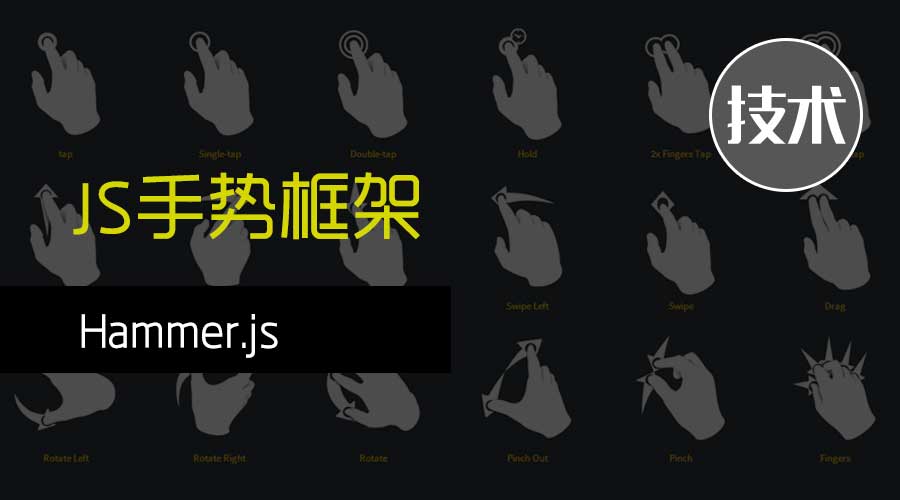 技术
tap
Single-tap
Double-tap
Hold
2x Fingers Tap
JS手势框架
Swipe Left
Swipe
Drag
Hammer.js
Rotate Left
Rotate Right
Rotate
Pinch Out
Pinch
Fingers